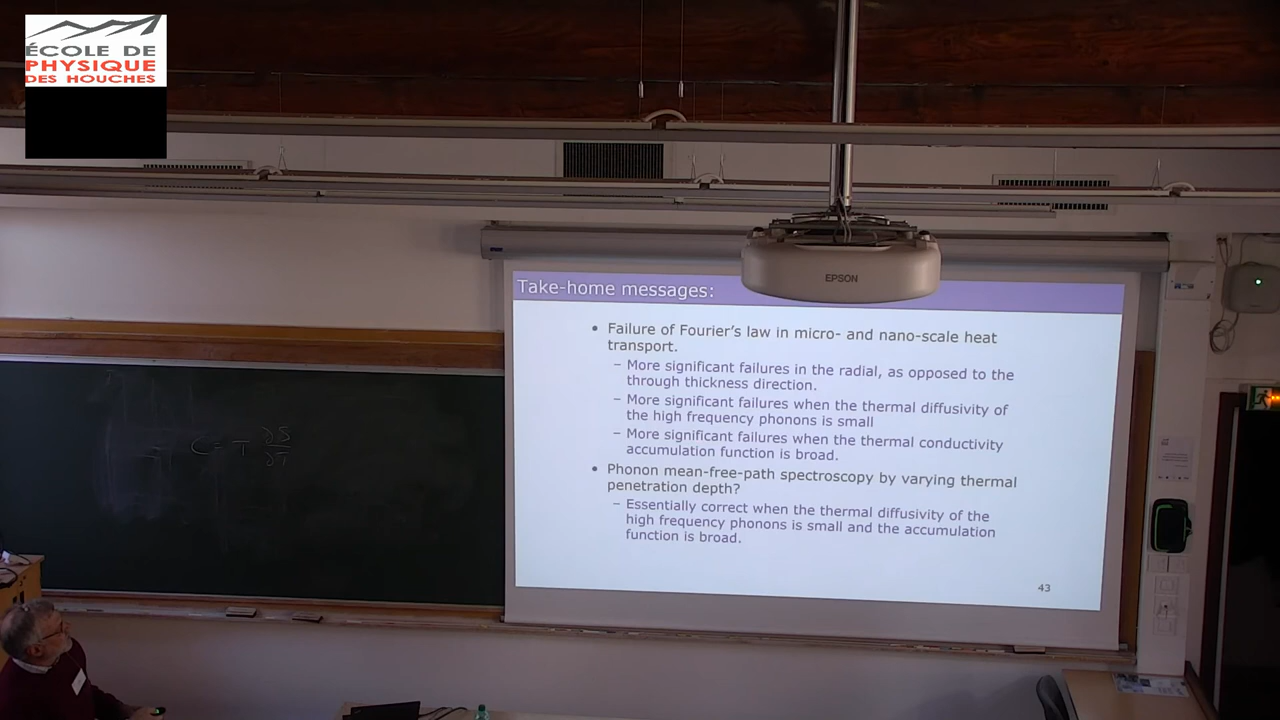 ÉCOLE DE
PHYSIQUE
DES HOUCHES
EPSON
Take-home messages:
• Failure of Fourier's law in micro- and nano-scale heat
transport.
– More significant failures in the radial, as opposed to the
through thickness direction.
– More significant failures when the thermal diffusivity of
the high frequency phonons is small
– More significant failures when the thermal conductivity
accumulation function is broad.
• Phonon mean-free-path spectroscopy by varying thermal
penetration depth?
– Essentially correct when the thermal diffusivity of the
high frequency phonons is small and the accumulation
function is broad.
43
C = T ∂S/∂T